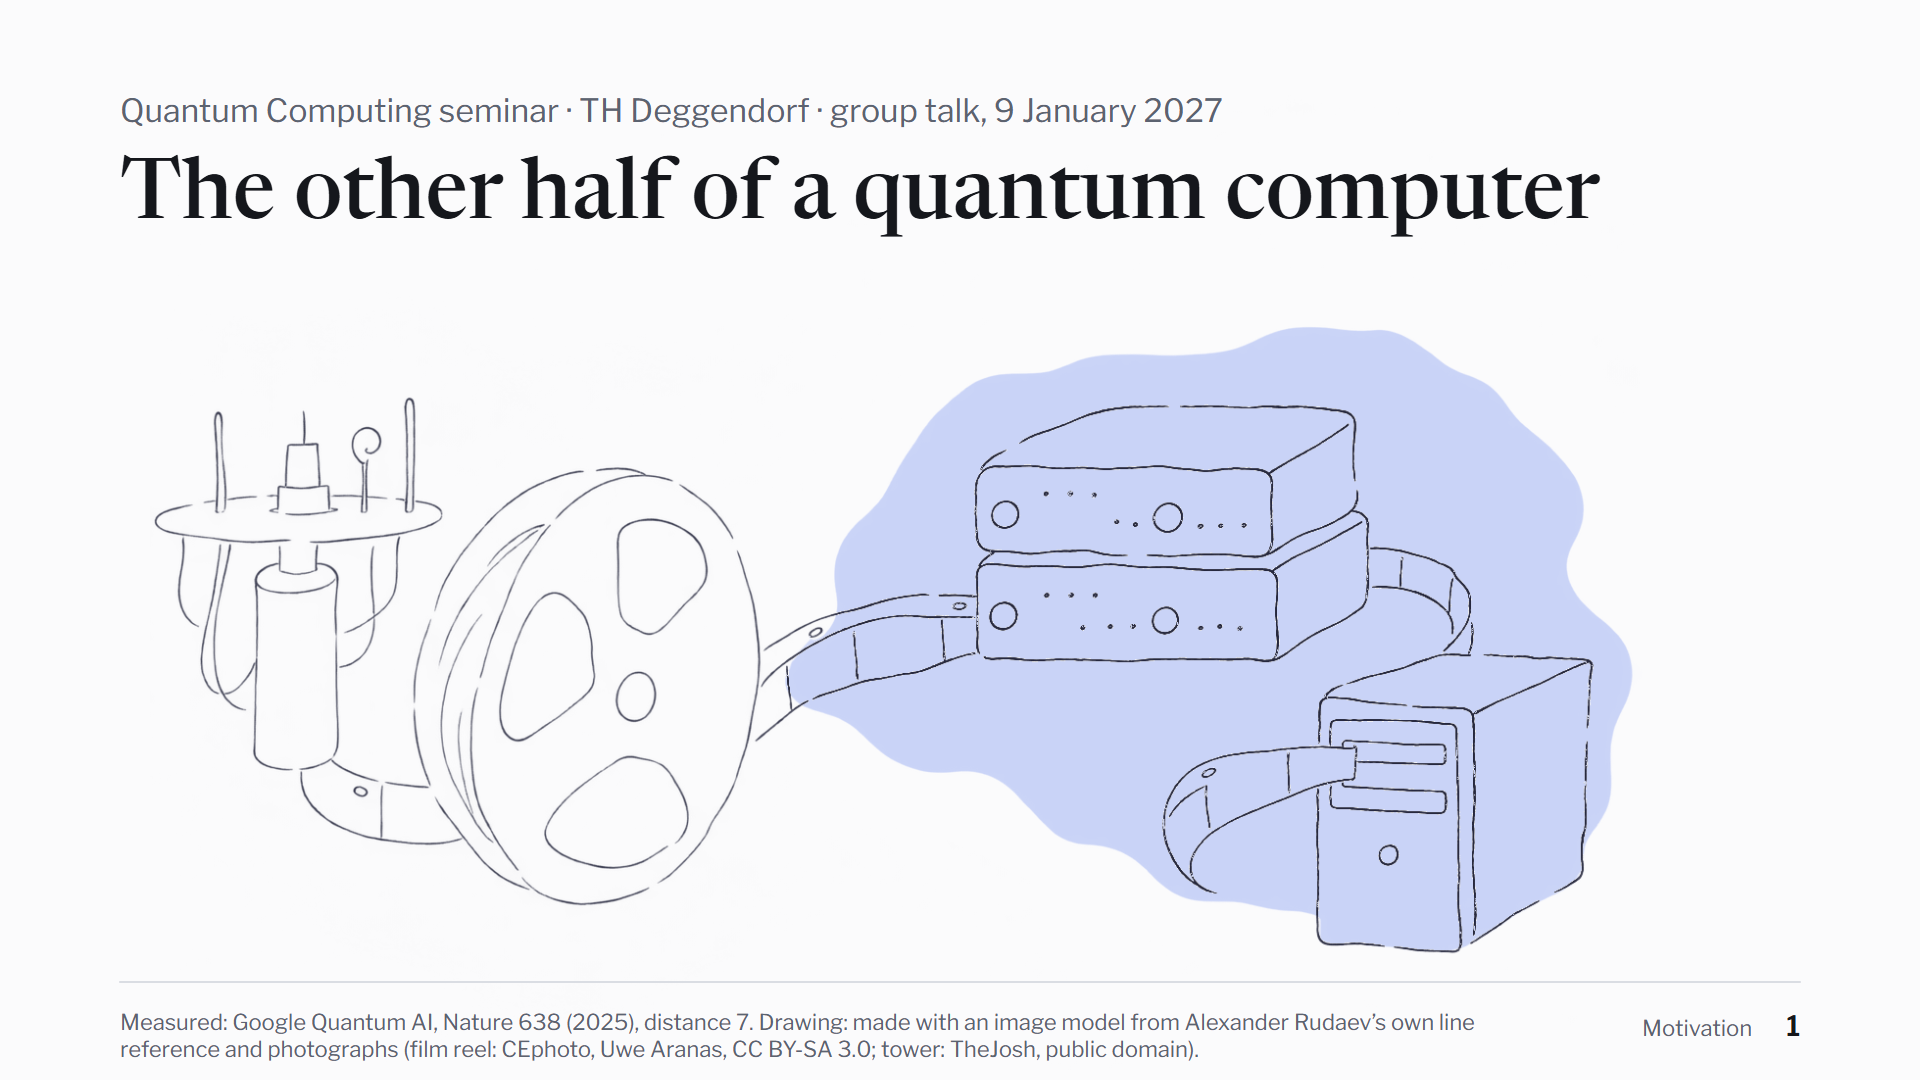 Quantum Computing seminar · TH Deggendorf · group talk, 9 January 2027
The other half of a quantum computer
Measured: Google Quantum AI, Nature 638 (2025), distance 7. Drawing: made with an image model from Alexander Rudaev’s own line
reference and photographs (film reel: CEphoto, Uwe Aranas, CC BY-SA 3.0; tower: TheJosh, public domain).
Motivation 1